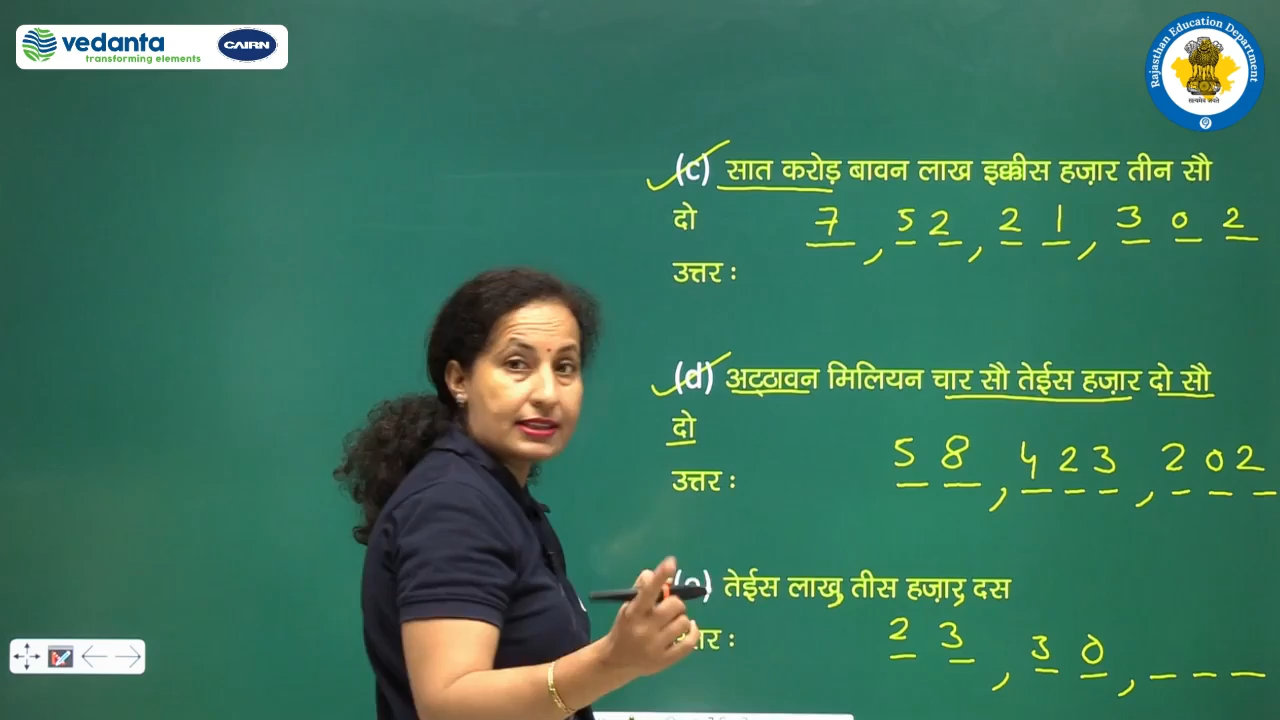 vedanta
transforming elements
CAIRN
Rajasthan Education Department
सत्यमेव जयते
(c) सात करोड़ बावन लाख इक्कीस हज़ार तीन सौ
दो 7, 52, 21, 302
उत्तर :
(d) अट्ठावन मिलियन चार सौ तेईस हज़ार दो सौ
दो
58, 423, 202
उत्तर :
तेईस लाख, तीस हज़ार, दस
23, 30, _ _ _